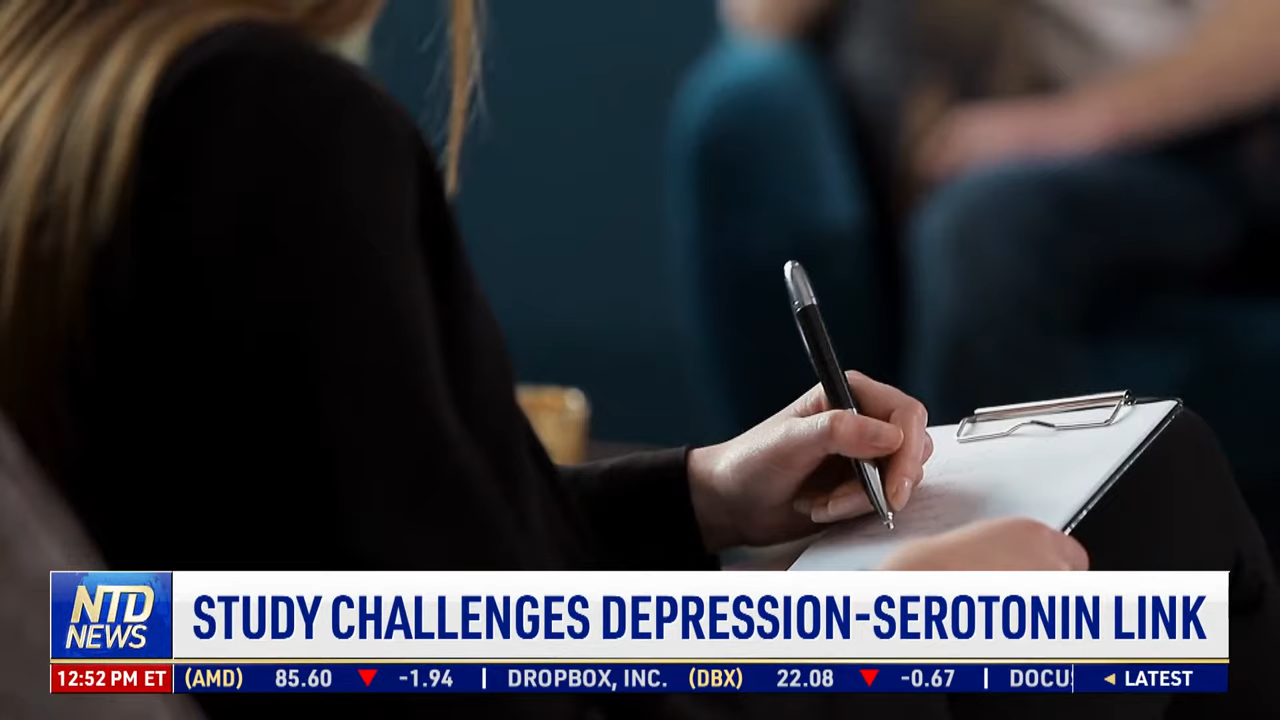 NTD
NEWS
STUDY CHALLENGES DEPRESSION-SEROTONIN LINK
12:52 PM ET (AMD) 85.60 ▼ -1.94 | DROPBOX, INC. (DBX) 22.08 ▼ -0.67 | DOCU ◄ LATEST